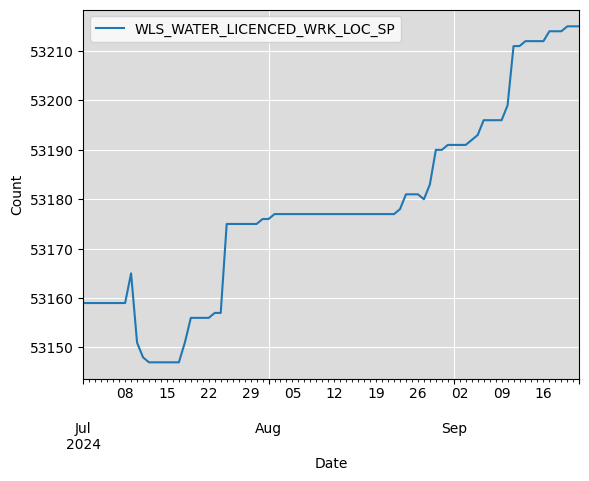 WLS_WATER_LICENCED_WRK_LOC_SP
53210
53200
53190
53180
53170
53160
53150
Count
08 15 22 29 05 12 19 26 02 09 16
Jul Aug Sep
2024
Date